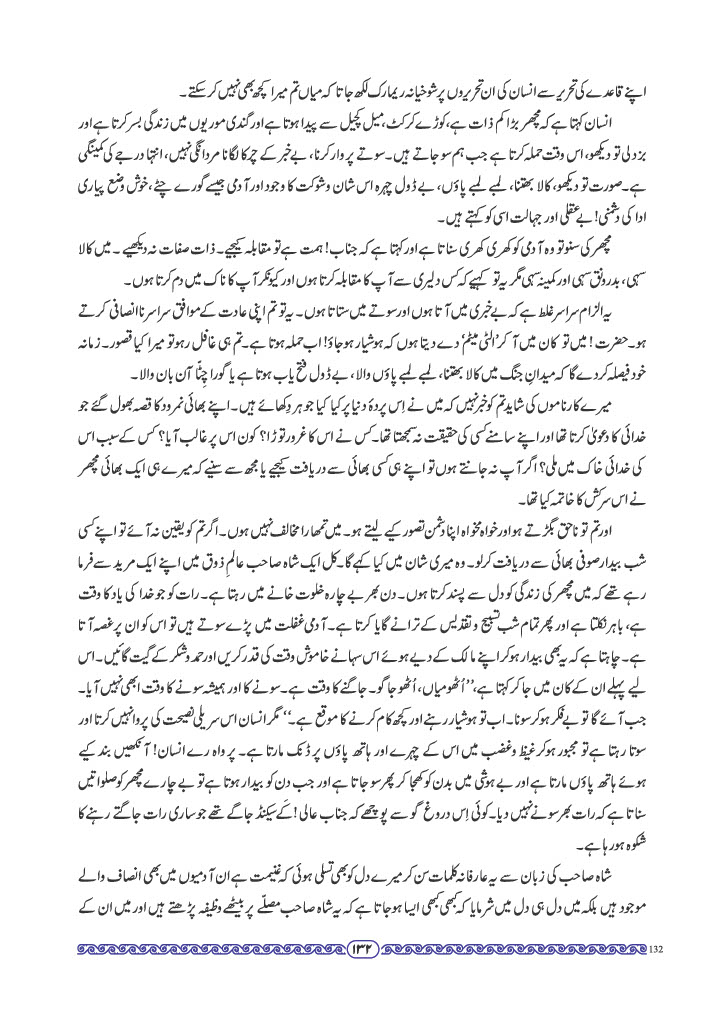 اپنے قاعدے کی تحریر سے انسان کی ان تحریروں پر شوخیانہ ریمارک لکھ جاتا کہ میاں تم میرا کچھ بھی نہیں کر سکتے۔
انسان کہتا ہے کہ مچھر بڑا کم ذات ہے، کوڑے کرکٹ، میل کچیل سے پیدا ہوتا ہے اور گندی موریوں میں زندگی بسر کرتا ہے اور
بزدلی تو دیکھو، اس وقت حملہ کرتا ہے جب ہم سو جاتے ہیں۔ سوتے پر وار کرنا، بے خبر کے چرکا لگانا مردانگی نہیں، انتہا درجے کی کمینگی
ہے۔ صورت تو دیکھو، کالا بھتنا، لمبے لمبے پاؤں، بے ڈول چہرہ اس شان و شوکت کا وجود اور آدمی جیسے گورے چٹے، خوش وضع پیاری
ادا کی دشمنی! بے عقلی اور جہالت اسی کو کہتے ہیں۔
مچھر کی سنو تو وہ آدمی کو کھری کھری سناتا ہے اور کہتا ہے کہ جناب! ہمت ہے تو مقابلہ کیجیے۔ ذات صفات نہ دیکھیے۔ میں کالا
سہی، بدرونق سہی اور کمینہ سہی مگر یہ تو کہیے کہ کس دلیری سے آپ کا مقابلہ کرتا ہوں اور کیونکر آپ کا ناک میں دم کرتا ہوں۔
یہ الزام سراسر غلط ہے کہ بے خبری میں آتا ہوں اور سوتے میں ستاتا ہوں۔ یہ تو تم اپنی عادت کے موافق سراسر نا انصافی کرتے
ہو۔ حضرت! میں تو کان میں آ کر ’الٹی میٹم‘ دے دیتا ہوں کہ ہوشیار ہو جاؤ! اب حملہ ہوتا ہے۔ تم ہی غافل رہو تو میرا کیا قصور۔ زمانہ
خود فیصلہ کر دے گا کہ میدانِ جنگ میں کالا بھتنا، لمبے لمبے پاؤں والا، بے ڈول فتح یاب ہوتا ہے یا گورا چِٹّا آن بان والا۔
میرے کارناموں کی شاید تم کو خبر نہیں کہ میں نے اِس پردۂ دنیا پر کیا کیا جوہر دکھائے ہیں۔ اپنے بھائی نمرود کا قصہ بھول گئے جو
خدائی کا دعویٰ کرتا تھا اور اپنے سامنے کسی کی حقیقت نہ سمجھتا تھا۔ کس نے اس کا غرور توڑا؟ کون اس پر غالب آیا؟ کس کے سبب اس
کی خدائی خاک میں ملی؟ اگر آپ نہ جانتے ہوں تو اپنے ہی کسی بھائی سے دریافت کیجیے یا مجھ سے سنیے کہ میرے ہی ایک بھائی مچھر
نے اس سرکش کا خاتمہ کیا تھا۔
اور تم تو ناحق بگڑتے ہو اور خواہ مخواہ اپنا دشمن تصور کیے لیتے ہو۔ میں تمھارا مخالف نہیں ہوں۔ اگر تم کو یقین نہ آئے تو اپنے کسی
شب بیدار صوفی بھائی سے دریافت کر لو۔ وہ میری شان میں کیا کہے گا۔ کل ایک شاہ صاحب عالمِ ذوق میں اپنے ایک مرید سے فرما
رہے تھے کہ میں مچھر کی زندگی کو دل سے پسند کرتا ہوں۔ دن بھر بے چارہ خلوت خانے میں رہتا ہے۔ رات کو جو خدا کی یاد کا وقت
ہے، باہر نکلتا ہے اور پھر تمام شب تسبیح و تقدیس کے ترانے گایا کرتا ہے۔ آدمی غفلت میں پڑے سوتے ہیں تو اس کو ان پر غصہ آتا
ہے۔ چاہتا ہے کہ یہ بھی بیدار ہو کر اپنے مالک کے دیے ہوئے اس سہانے خاموش وقت کی قدر کریں اور حمد و شکر کے گیت گائیں۔ اس
لیے پہلے ان کے کان میں جا کر کہتا ہے، ’’اُٹھو میاں، اُٹھو جاگو۔ جاگنے کا وقت ہے۔ سونے کا اور ہمیشہ سونے کا وقت ابھی نہیں آیا۔
جب آئے گا تو بے فکر ہو کر سونا۔ اب تو ہوشیار رہنے اور کچھ کام کرنے کا موقع ہے۔‘‘ مگر انسان اس سریلی نصیحت کی پروا نہیں کرتا اور
سوتا رہتا ہے تو مجبور ہو کر غیظ و غضب میں اس کے چہرے اور ہاتھ پاؤں پر ڈنک مارتا ہے۔ پر واہ رے انسان! آنکھیں بند کیے
ہوئے ہاتھ پاؤں مارتا ہے اور بے ہوشی میں بدن کو کھجا کر پھر سو جاتا ہے اور جب دن کو بیدار ہوتا ہے تو بے چارے مچھر کو صلواتیں
سناتا ہے کہ رات بھر سونے نہیں دیا۔ کوئی اِس دروغ گو سے پوچھے کہ جناب عالی! کَے سیکنڈ جاگے تھے جو ساری رات جاگتے رہنے کا
شکوہ ہو رہا ہے۔
شاہ صاحب کی زبان سے یہ عارفانہ کلمات سن کر میرے دل کو بھی تسلی ہوئی کہ غنیمت ہے ان آدمیوں میں بھی انصاف والے
موجود ہیں بلکہ میں دل ہی دل میں شرمایا کہ کبھی کبھی ایسا ہو جاتا ہے کہ یہ شاہ صاحب مصلّے پر بیٹھے وظیفہ پڑھتے ہیں اور میں ان کے
۱۳۲
132